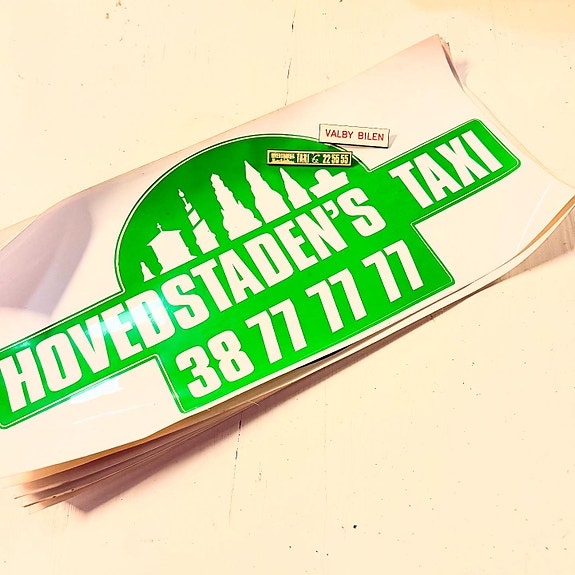 VALBY BILEN
TAXI 22 55 55
HOVEDSTADEN'S TAXI
38 77 77 77